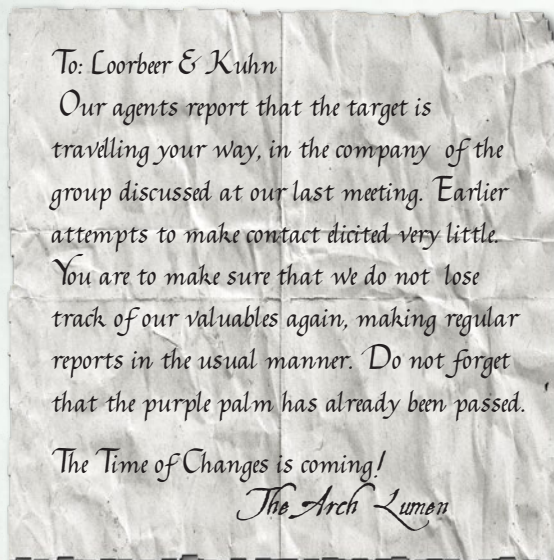 To: Loorbeer & Kuhn
Our agents report that the target is
travelling your way, in the company of the
group discussed at our last meeting. Earlier
attempts to make contact elicited very little.
You are to make sure that we do not lose
track of our valuables again, making regular
reports in the usual manner. Do not forget
that the purple palm has already been passed.
The Time of Changes is coming!
The Arch Lumen